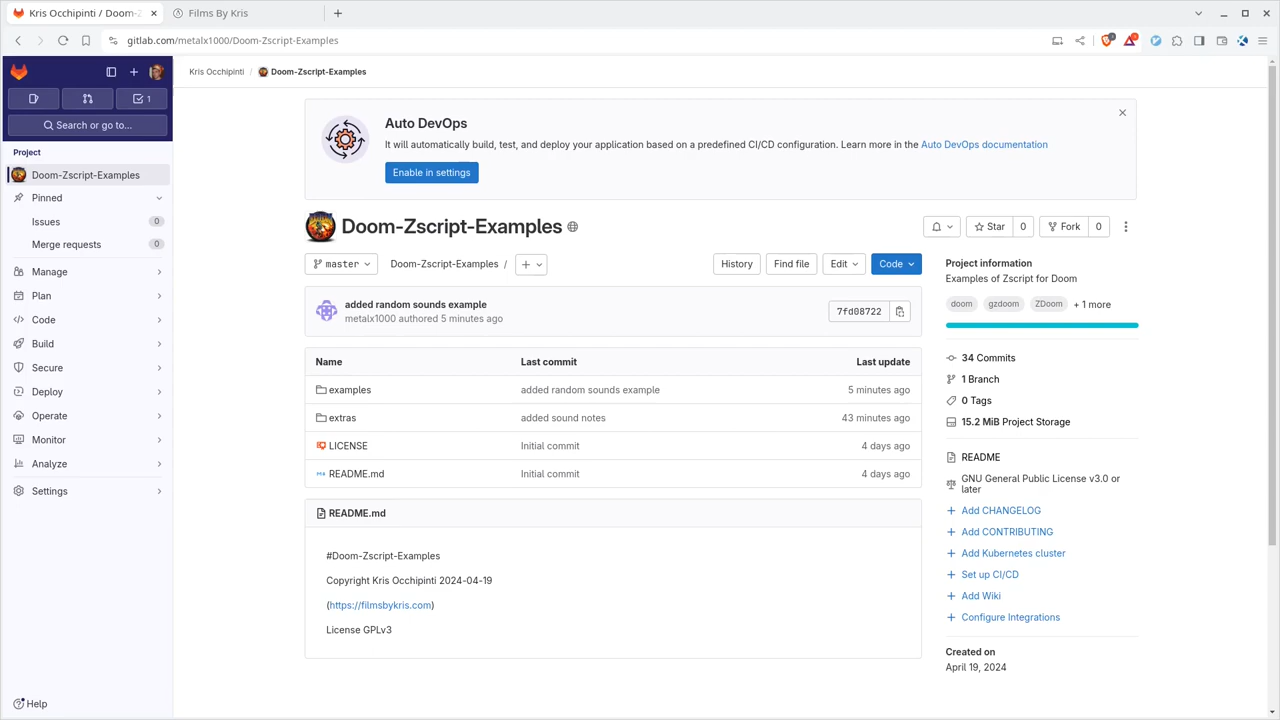 Kris Occhipinti / Doom-Z
Films By Kris
gitlab.com/metalx1000/Doom-Zscript-Examples
1
Search or go to...
Project
Doom-Zscript-Examples
Pinned
Issues 0
Merge requests 0
Manage
Plan
Code
Build
Secure
Deploy
Operate
Monitor
Analyze
Settings
Help
Kris Occhipinti / Doom-Zscript-Examples
Auto DevOps
It will automatically build, test, and deploy your application based on a predefined CI/CD configuration. Learn more in the Auto DevOps documentation
Enable in settings
Doom-Zscript-Examples
Star 0 Fork 0
master Doom-Zscript-Examples / + History Find file Edit Code
added random sounds example
metalx1000 authored 5 minutes ago
7fd08722
Name Last commit Last update
examples added random sounds example 5 minutes ago
extras added sound notes 43 minutes ago
LICENSE Initial commit 4 days ago
README.md Initial commit 4 days ago
README.md
#Doom-Zscript-Examples
Copyright Kris Occhipinti 2024-04-19
(https://filmsbykris.com)
License GPLv3
Project information
Examples of Zscript for Doom
doom gzdoom ZDoom + 1 more
34 Commits
1 Branch
0 Tags
15.2 MiB Project Storage
README
GNU General Public License v3.0 or
later
+ Add CHANGELOG
+ Add CONTRIBUTING
+ Add Kubernetes cluster
+ Set up CI/CD
+ Add Wiki
+ Configure Integrations
Created on
April 19, 2024